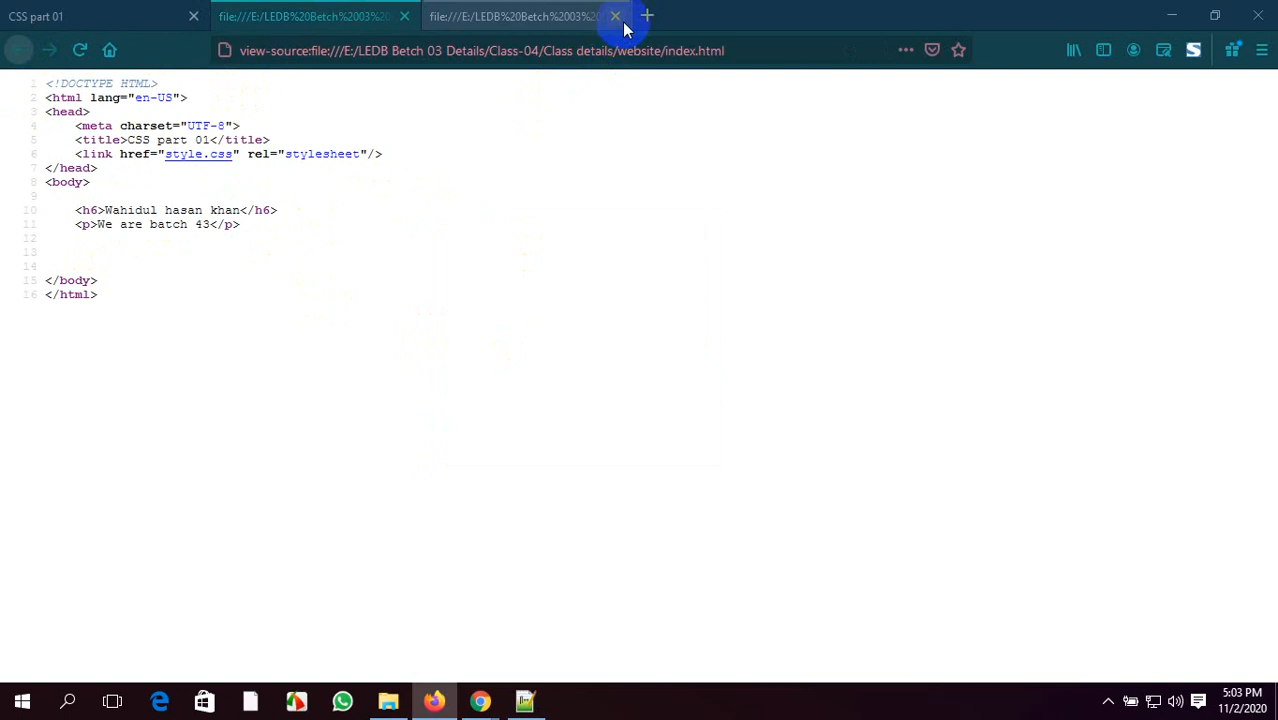 CSS part 01
file:///E:/LEDB%20Betch%2003%20
file:///E:/LEDB%20Betch%2003%20
view-source:file:///E:/LEDB Betch 03 Details/Class-04/Class details/website/index.html
1 <!DOCTYPE HTML>
2 <html lang="en-US">
3 <head>
4 <meta charset="UTF-8">
5 <title>CSS part 01</title>
6 <link href="style.css" rel="stylesheet"/>
7 </head>
8 <body>
9
10 <h6>Wahidul hasan khan</h6>
11 <p>We are batch 43</p>
12
13
14
15 </body>
16 </html>
5:03 PM
11/2/2020